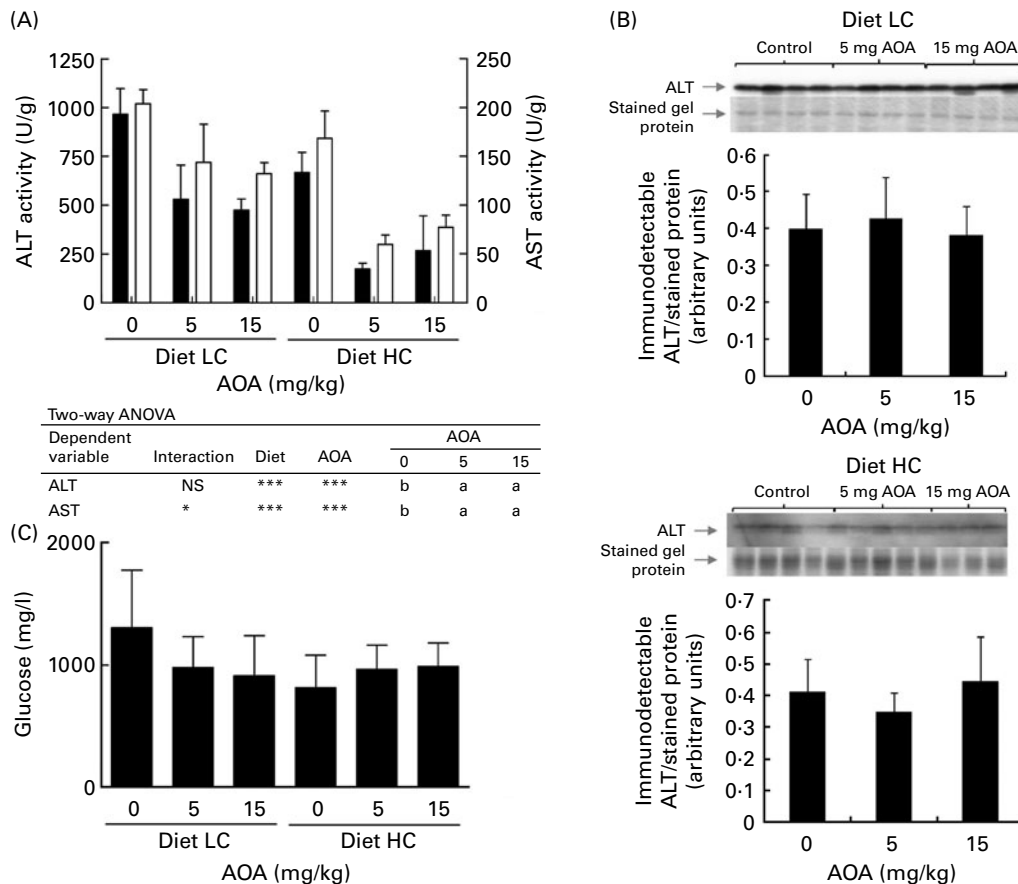 (A)
1250
1000
750
500
250
0
ALT activity (U/g)
250
200
150
100
50
0
AST activity (U/g)
0 5 15 0 5 15
Diet LC Diet HC
AOA (mg/kg)
Two-way ANOVA
Dependent variable Interaction Diet AOA AOA
0 5 15
ALT NS *** *** b a a
AST * *** *** b a a
(C)
2000
1000
0
Glucose (mg/l)
0 5 15 0 5 15
Diet LC Diet HC
AOA (mg/kg)
(B)
Diet LC
Control 5 mg AOA 15 mg AOA
ALT
Stained gel
protein
0·6
0·5
0·4
0·3
0·2
0·1
0
Immunodetectable
ALT/stained protein
(arbitrary units)
0 5 15
AOA (mg/kg)
Diet HC
Control 5 mg AOA 15 mg AOA
ALT
Stained gel
protein
0·7
0·6
0·5
0·4
0·3
0·2
0·1
0
Immunodetectable
ALT/stained protein
(arbitrary units)
0 5 15
AOA (mg/kg)